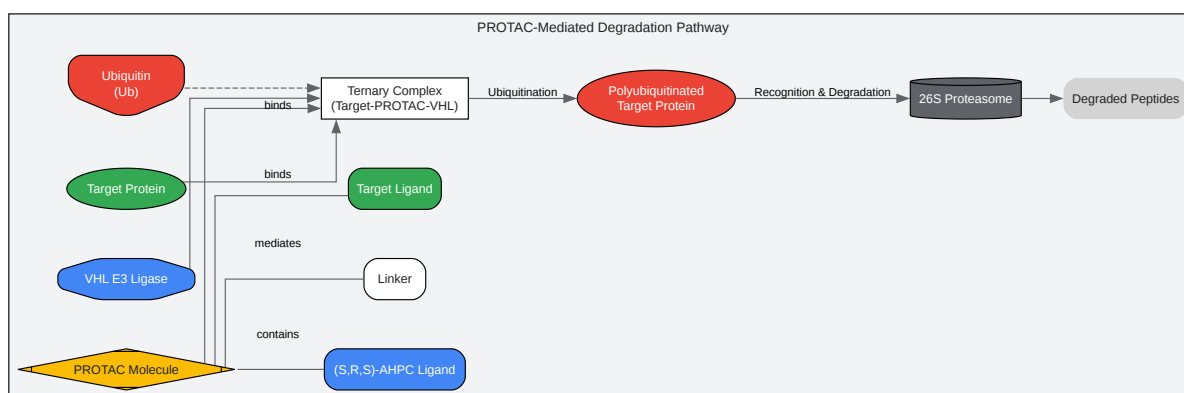 PROTAC-Mediated Degradation Pathway
Ubiquitin
(Ub)
Ternary Complex
(Target-PROTAC-VHL)
Ubiquitination
Polyubiquitinated
Target Protein
Recognition & Degradation
26S Proteasome
Degraded Peptides
binds
Target Protein
binds
Target Ligand
mediates
VHL E3 Ligase
Linker
contains
PROTAC Molecule
(S,R,S)-AHPC Ligand